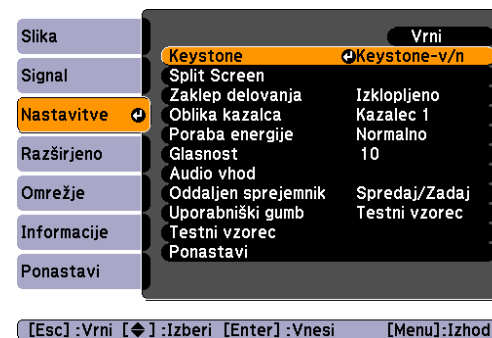 Slika
Signal
Nastavitve
Razširjeno
Omrežje
Informacije
Ponastavi
Vrni
Keystone Keystone-v/n
Split Screen
Zaklep delovanja Izklopljeno
Oblika kazalca Kazalec 1
Poraba energije Normalno
Glasnost 10
Audio vhod
Oddaljen sprejemnik Spredaj/Zadaj
Uporabniški gumb Testni vzorec
Testni vzorec
Ponastavi
[Esc] :Vrni [◆] :Izberi [Enter] :Vnesi [Menu]:Izhod